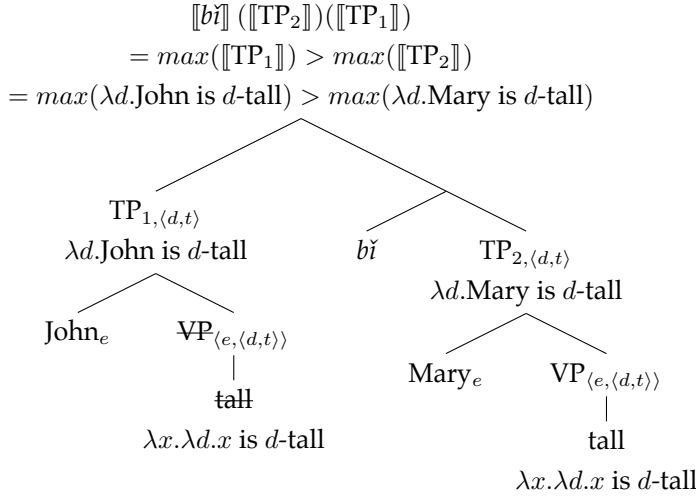 ⟦bǐ⟧ (⟦TP₂⟧)(⟦TP₁⟧)
= max(⟦TP₁⟧) > max(⟦TP₂⟧)
= max(λd.John is d-tall) > max(λd.Mary is d-tall)
TP₁,⟨d,t⟩
λd.John is d-tall
bǐ
TP₂,⟨d,t⟩
λd.Mary is d-tall
Johnₑ
V̶P̶⟨e,⟨d,t⟩⟩
Maryₑ
VP⟨e,⟨d,t⟩⟩
t̶a̶l̶l̶
λx.λd.x is d-tall
tall
λx.λd.x is d-tall